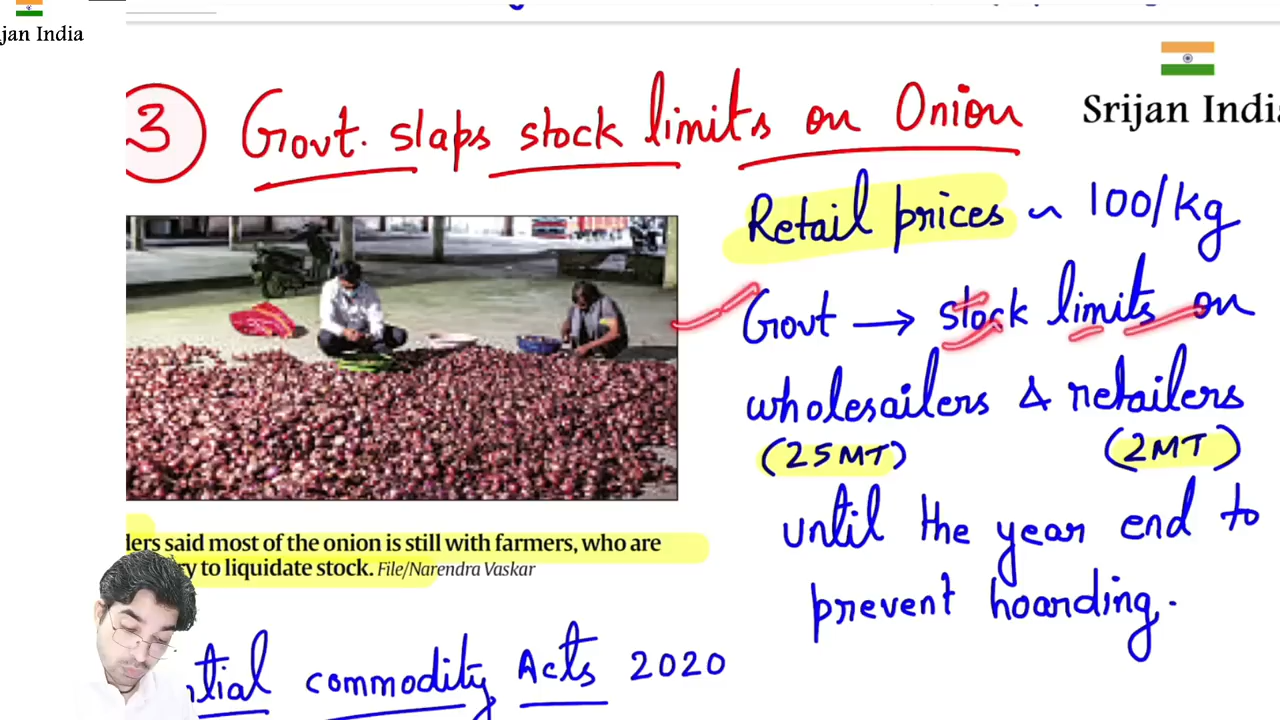 jan India
3 Govt. slaps stock limits on Onion
Srijan India
Retail prices ~ 100/kg
Govt → stock limits on
wholesailers & retailers
(25MT) (2MT)
until the year end to
prevent hoarding.
lers said most of the onion is still with farmers, who are
to liquidate stock. File/Narendra Vaskar
ntial commodity Acts 2020